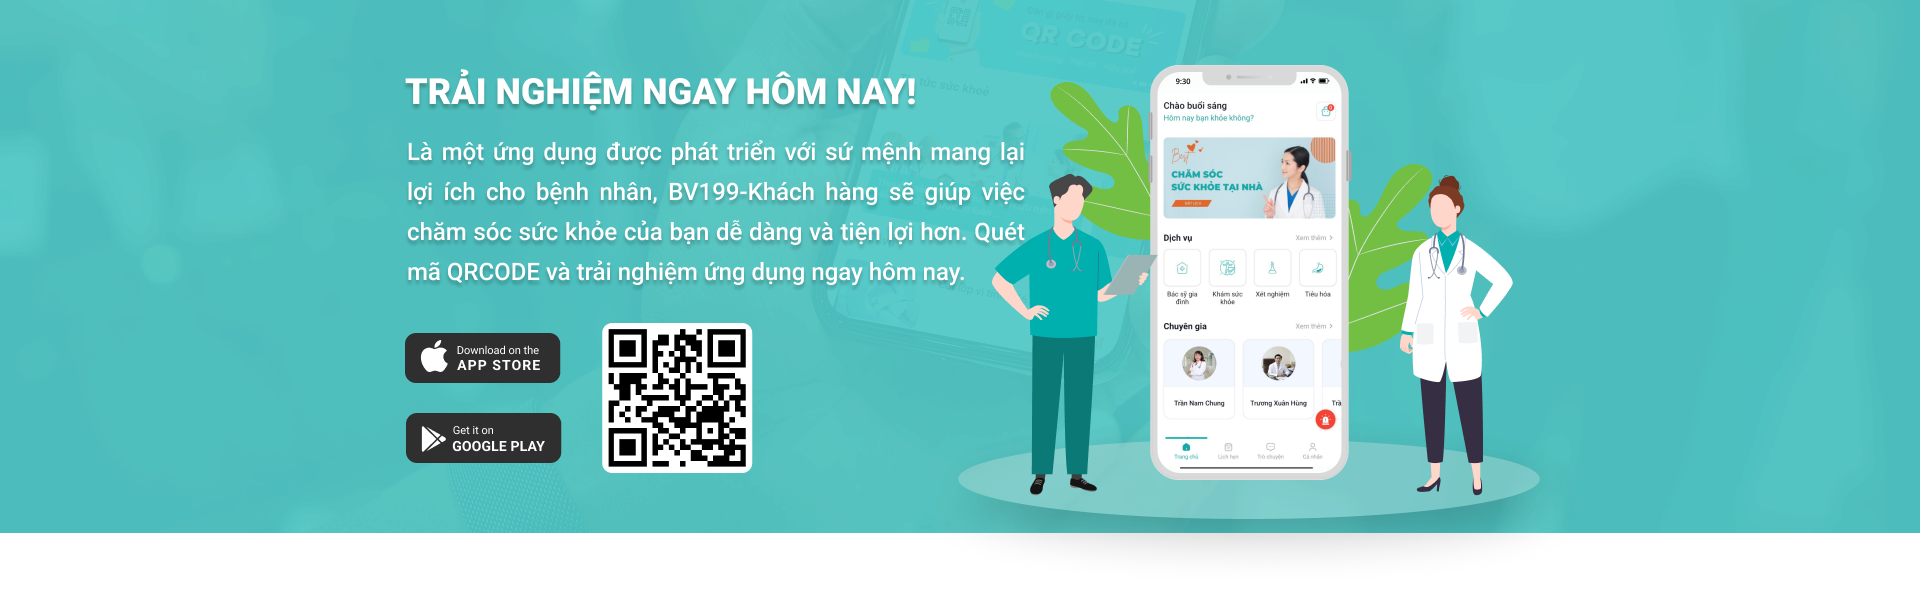 TRẢI NGHIỆM NGAY HÔM NAY!
Là một ứng dụng được phát triển với sứ mệnh mang lại
lợi ích cho bệnh nhân, BV199-Khách hàng sẽ giúp việc
chăm sóc sức khỏe của bạn dễ dàng và tiện lợi hơn. Quét
mã QRCODE và trải nghiệm ứng dụng ngay hôm nay.
Download on the
APP STORE
Get it on
GOOGLE PLAY
QR CODE
tức sức khoẻ
9:30
Chào buổi sáng
Hôm nay bạn khỏe không?
Best
CHĂM SÓC
SỨC KHỎE TẠI NHÀ
Dịch vụ Xem thêm
Bác sỹ gia đình
Khám sức khỏe
Xét nghiệm
Tiêu hóa
Chuyên gia Xem thêm
Trần Nam Chung
Trương Xuân Hùng
Trầ
Trang chủ
Lịch hẹn
Trò chuyện
Cá nhân